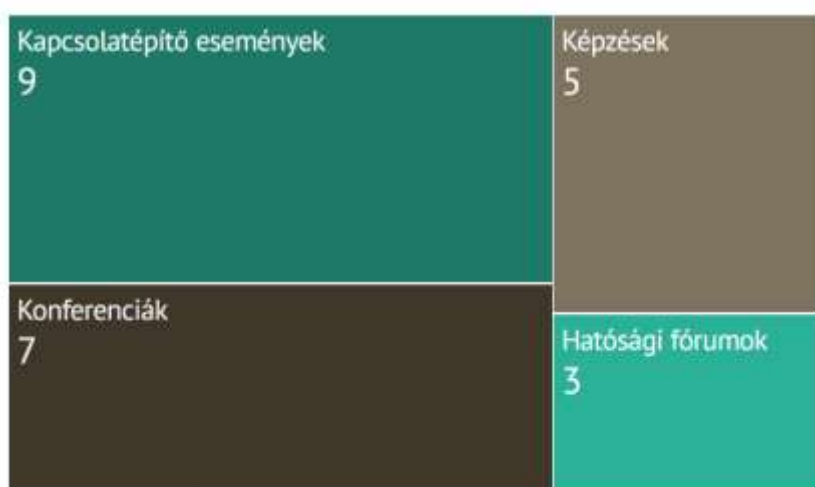 Kapcsolatépítő események
9
Képzések
5
Konferenciák
7
Hatósági fórumok
3